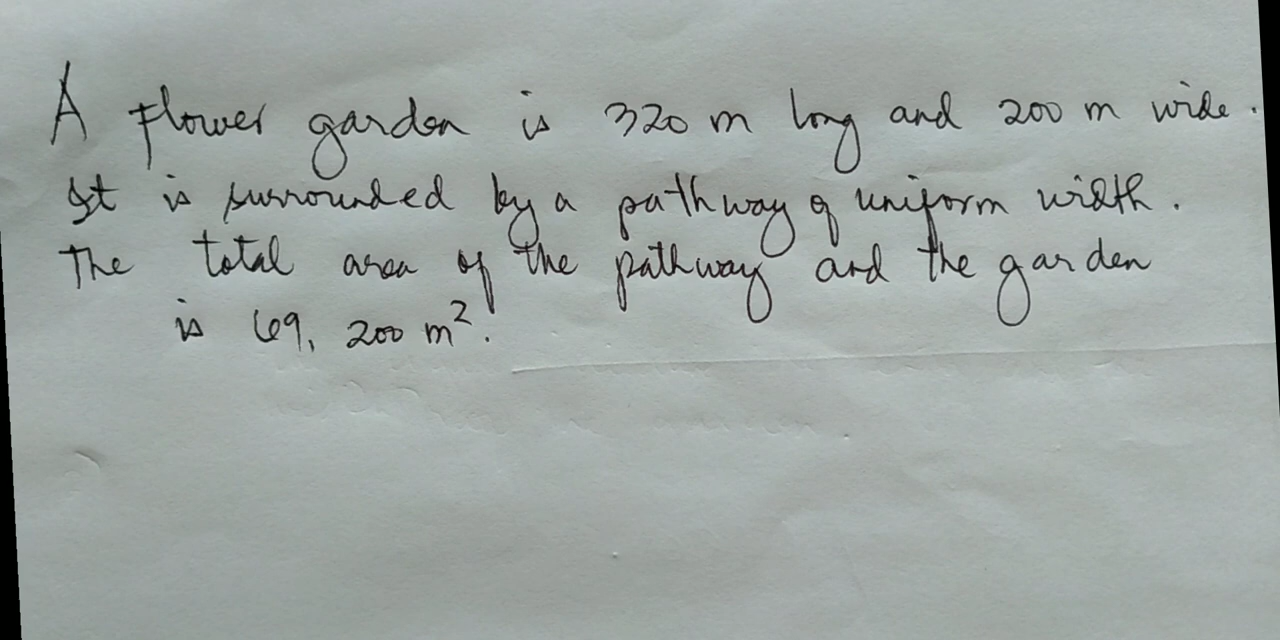 A flower garden is 320 m long and 200 m wide.
It is surrounded by a pathway of uniform width.
The total area of the pathway and the garden
is 69, 200 m².